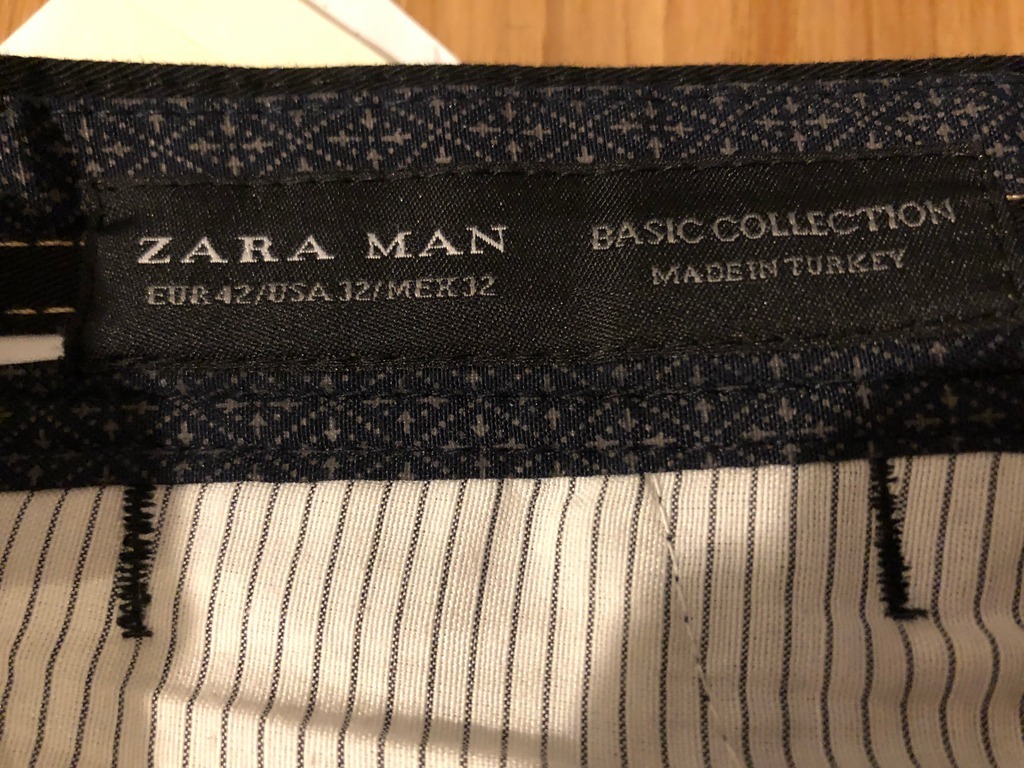 ZARA MAN
EUR 42/USA 32/MEX 32
BASIC COLLECTION
MADE IN TURKEY